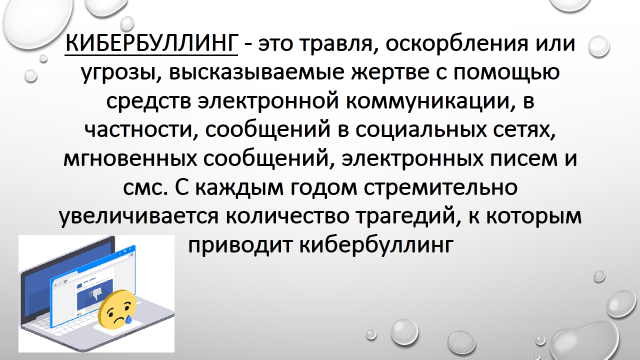 КИБЕРБУЛЛИНГ - это травля, оскорбления или
угрозы, высказываемые жертве с помощью
средств электронной коммуникации, в
частности, сообщений в социальных сетях,
мгновенных сообщений, электронных писем и
смс. С каждым годом стремительно
увеличивается количество трагедий, к которым
приводит кибербуллинг